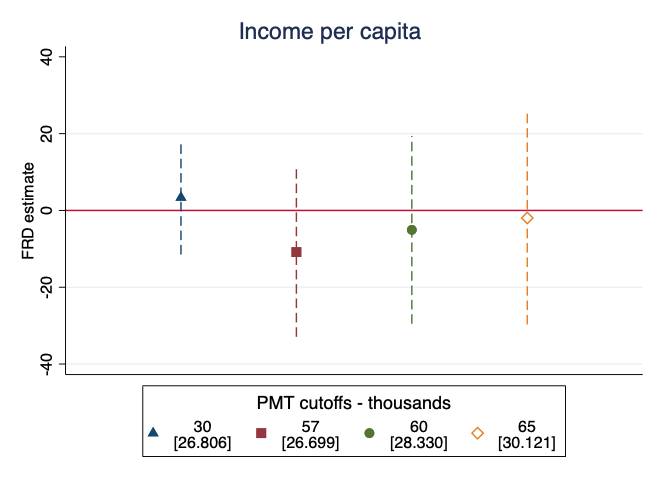 Income per capita
FRD estimate
40
20
0
-20
-40
PMT cutoffs - thousands
30 57 60 65
[26.806] [26.699] [28.330] [30.121]